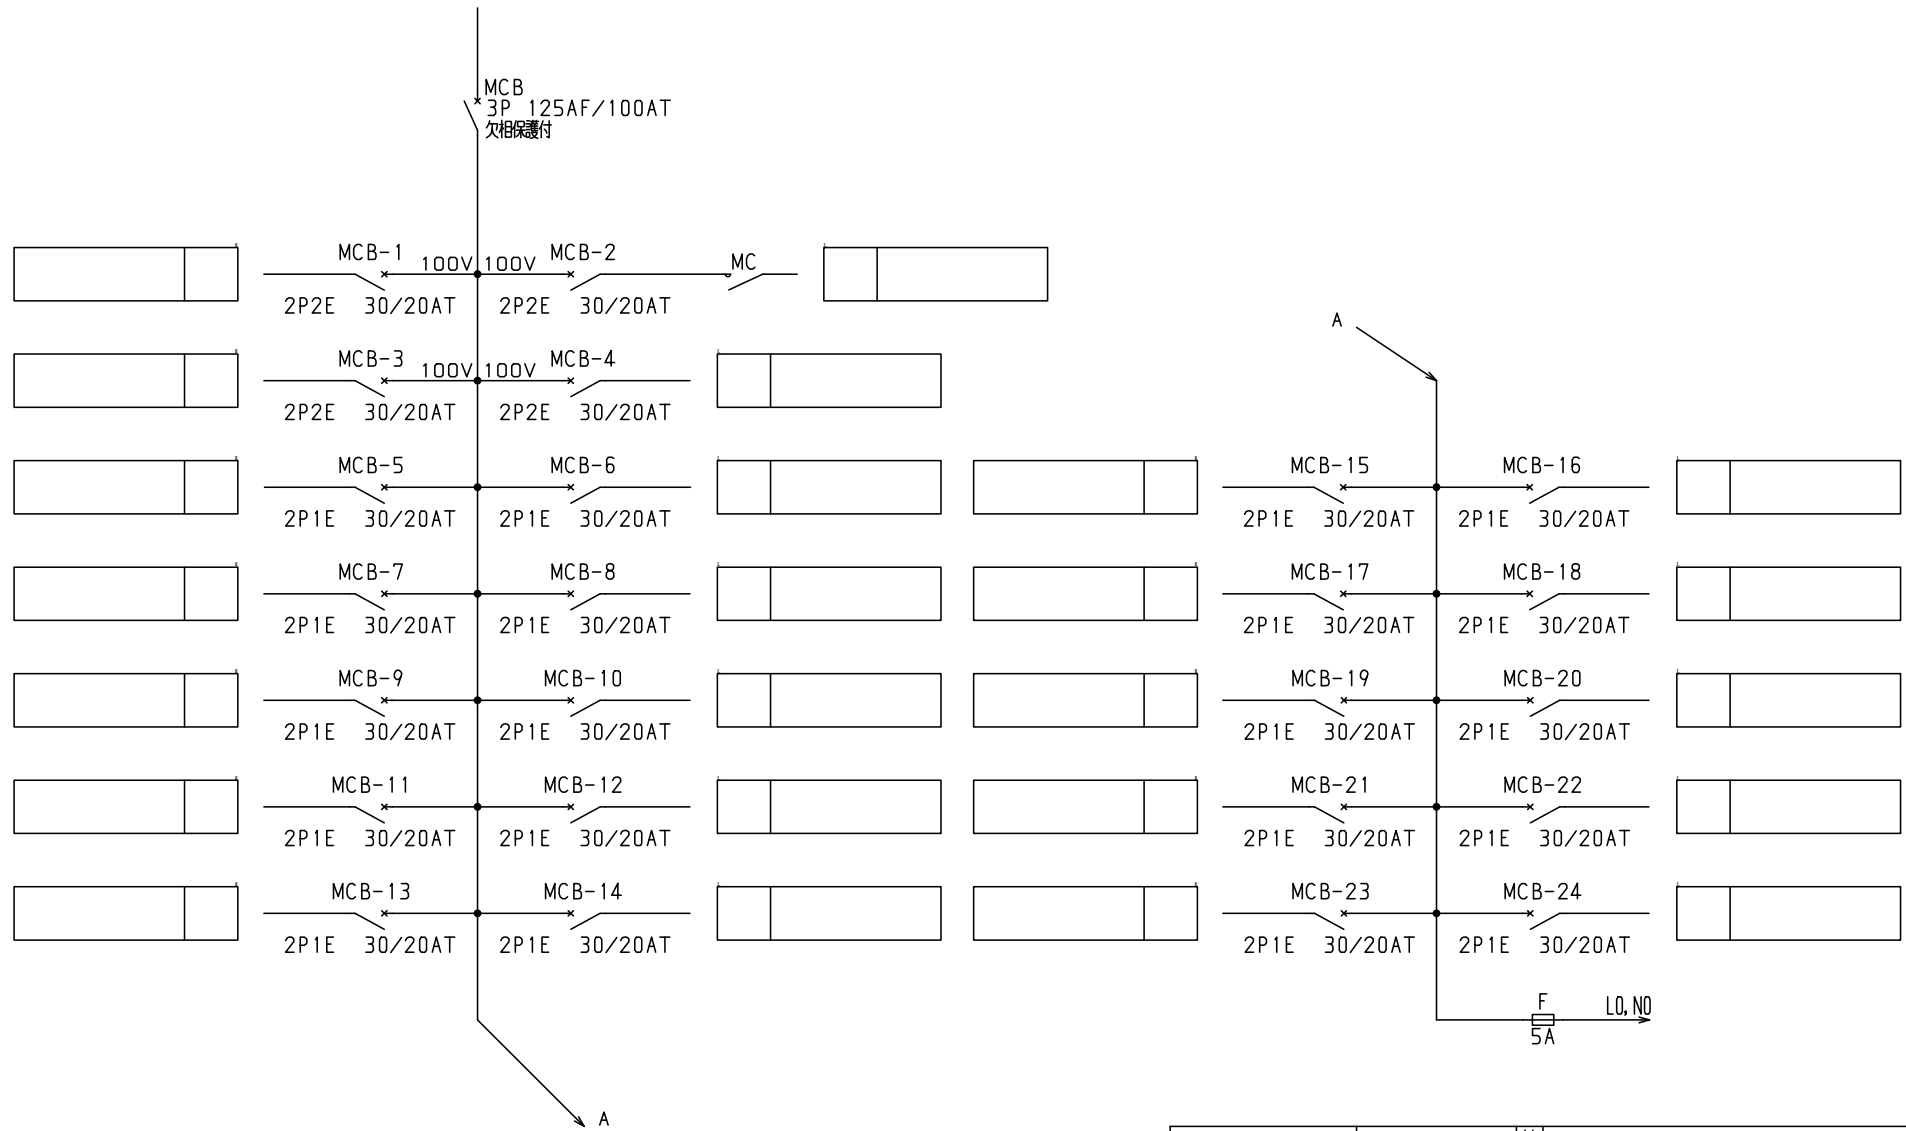 MCB
3P 125AF/100AT
欠相保護付
MCB-1 100V 100V MCB-2 MC
2P2E 30/20AT 2P2E 30/20AT
A
MCB-3 100V 100V MCB-4
2P2E 30/20AT 2P2E 30/20AT
MCB-5 MCB-6 MCB-15 MCB-16
2P1E 30/20AT 2P1E 30/20AT 2P1E 30/20AT 2P1E 30/20AT
MCB-7 MCB-8 MCB-17 MCB-18
2P1E 30/20AT 2P1E 30/20AT 2P1E 30/20AT 2P1E 30/20AT
MCB-9 MCB-10 MCB-19 MCB-20
2P1E 30/20AT 2P1E 30/20AT 2P1E 30/20AT 2P1E 30/20AT
MCB-11 MCB-12 MCB-21 MCB-22
2P1E 30/20AT 2P1E 30/20AT 2P1E 30/20AT 2P1E 30/20AT
MCB-13 MCB-14 MCB-23 MCB-24
2P1E 30/20AT 2P1E 30/20AT 2P1E 30/20AT 2P1E 30/20AT
F L0,N0
5A
A